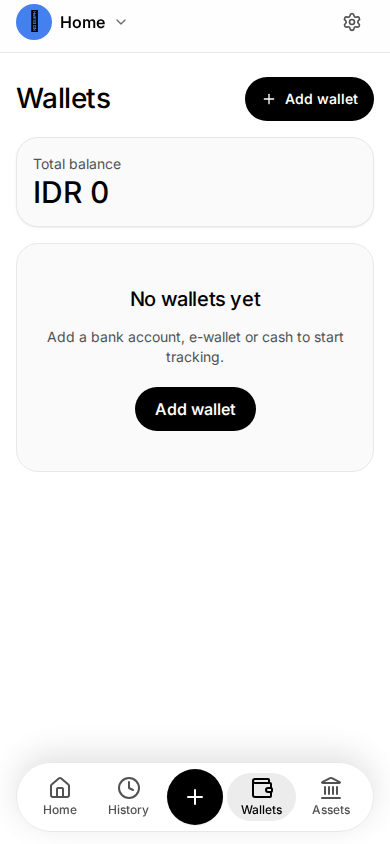 Home
Wallets
Add wallet
Total balance
IDR 0
No wallets yet
Add a bank account, e-wallet or cash to start
tracking.
Add wallet
Home
History
Wallets
Assets